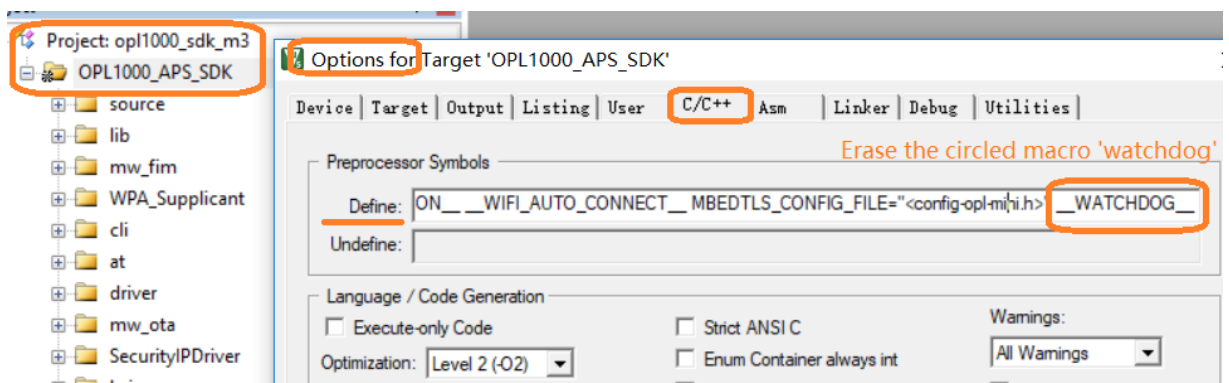 Project: opl1000_sdk_m3
OPL1000_APS_SDK
source
lib
mw_fim
WPA_Supplicant
cli
at
driver
mw_ota
SecurityIPDriver
Options for Target 'OPL1000_APS_SDK'
Device Target Output Listing User C/C++ Asm Linker Debug Utilities
Erase the circled macro 'watchdog'
Preprocessor Symbols
Define: ON__ __WIFI_AUTO_CONNECT__ MBEDTLS_CONFIG_FILE="<config-opl-mini.h>" __WATCHDOG__
Undefine:
Language / Code Generation
Execute-only Code
Strict ANSI C
Warnings:
Optimization: Level 2 (-O2)
Enum Container always int
All Warnings